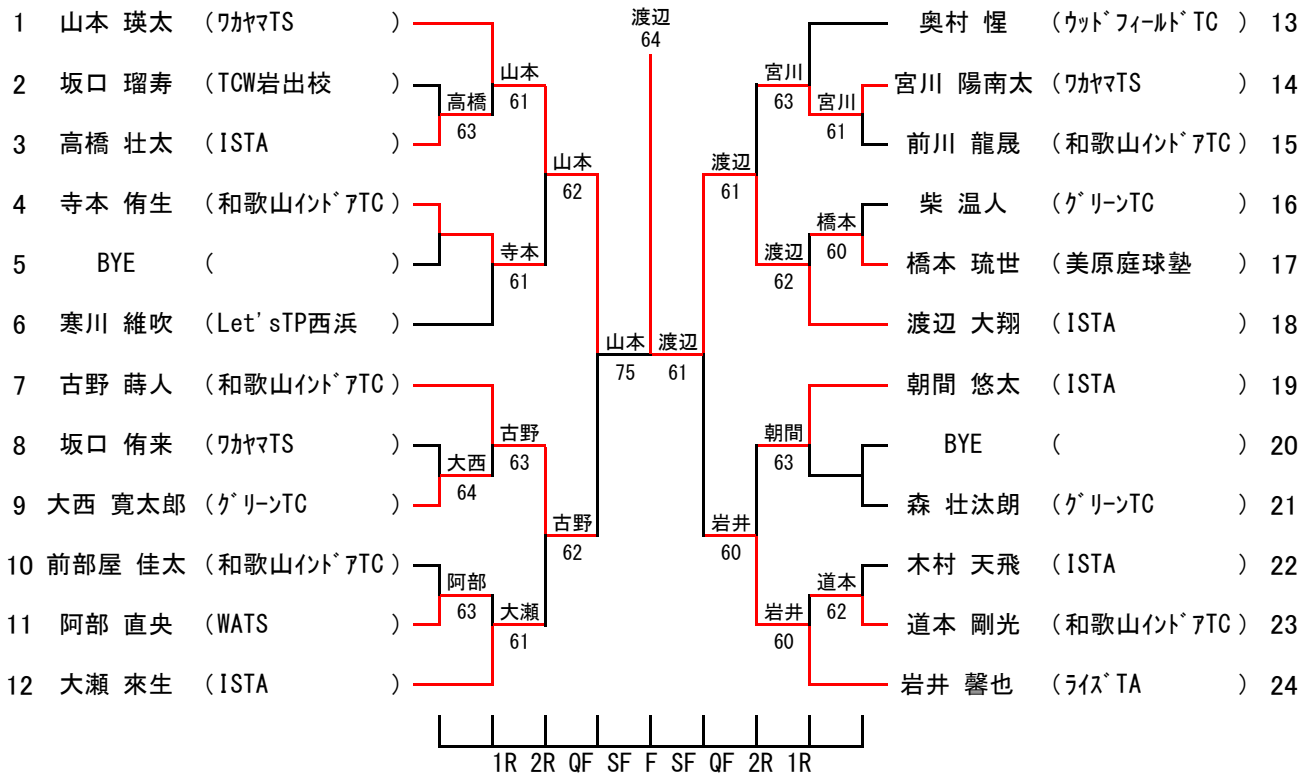 1 山本 瑛太 (ワカヤマTS )
2 坂口 瑠寿 (TCW岩出校 )
3 高橋 壮太 (ISTA )
4 寺本 侑生 (和歌山インドアTC )
5 BYE ( )
6 寒川 維吹 (Let'sTP西浜 )
7 古野 蒔人 (和歌山インドアTC )
8 坂口 侑来 (ワカヤマTS )
9 大西 寛太郎 (グリーンTC )
10 前部屋 佳太 (和歌山インドアTC )
11 阿部 直央 (WATS )
12 大瀬 來生 (ISTA )
高橋
63
大西
64
阿部
63
山本
61
寺本
61
古野
63
大瀬
61
山本
62
古野
62
山本
75
渡辺
64
渡辺
61
渡辺
61
岩井
60
宮川
63
渡辺
62
朝間
63
岩井
60
宮川
61
橋本
60
道本
62
奥村 惺 (ウッドフィールドTC ) 13
宮川 陽南太 (ワカヤマTS ) 14
前川 龍晟 (和歌山インドアTC ) 15
柴 温人 (グリーンTC ) 16
橋本 琉世 (美原庭球塾 ) 17
渡辺 大翔 (ISTA ) 18
朝間 悠太 (ISTA ) 19
BYE ( ) 20
森 壮汰朗 (グリーンTC ) 21
木村 天飛 (ISTA ) 22
道本 剛光 (和歌山インドアTC ) 23
岩井 馨也 (ライズTA ) 24
1R 2R QF SF F SF QF 2R 1R